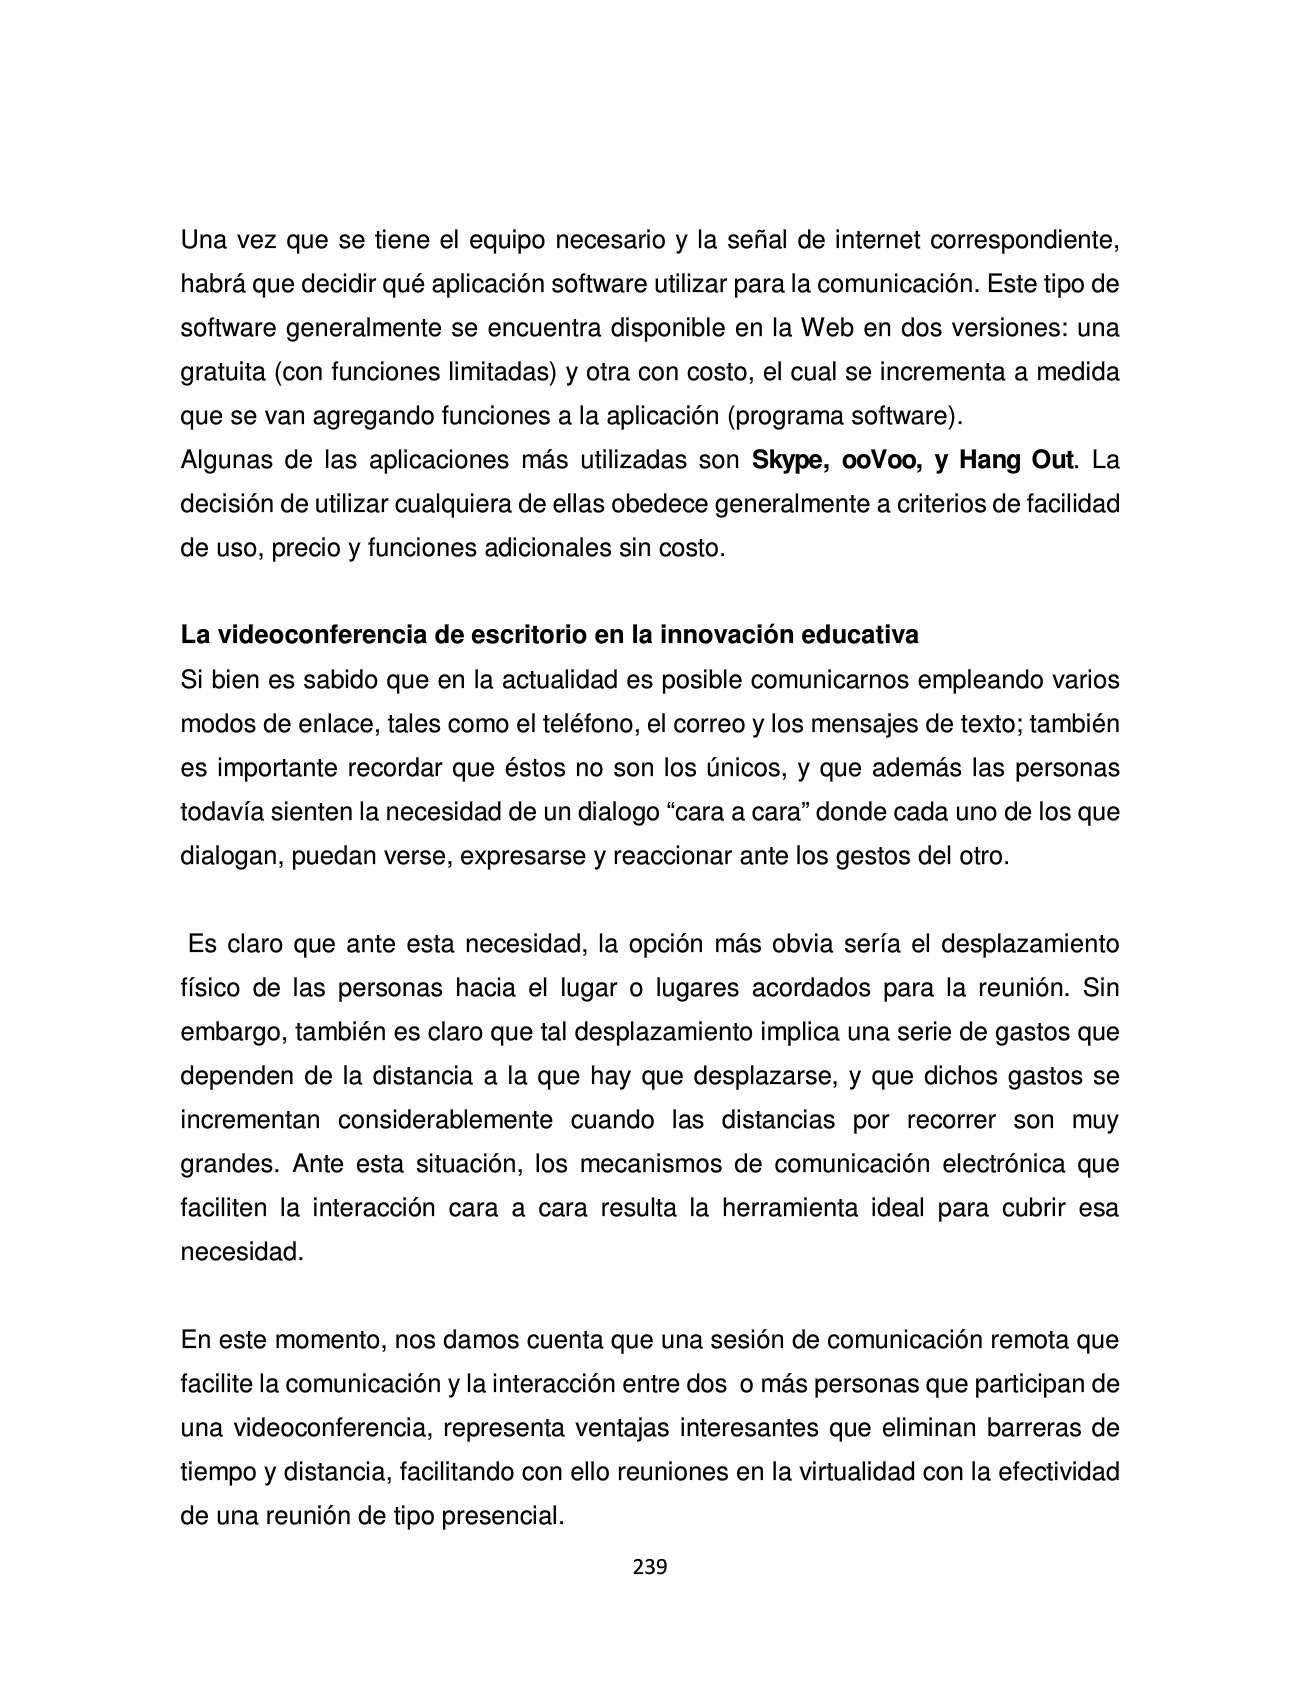 Una vez que se tiene el equipo necesario y la señal de internet correspondiente,
habrá que decidir qué aplicación software utilizar para la comunicación. Este tipo de
software generalmente se encuentra disponible en la Web en dos versiones: una
gratuita (con funciones limitadas) y otra con costo, el cual se incrementa a medida
que se van agregando funciones a la aplicación (programa software).
Algunas de las aplicaciones más utilizadas son Skype, ooVoo, y Hang Out. La
decisión de utilizar cualquiera de ellas obedece generalmente a criterios de facilidad
de uso, precio y funciones adicionales sin costo.
La videoconferencia de escritorio en la innovación educativa
Si bien es sabido que en la actualidad es posible comunicarnos empleando varios
modos de enlace, tales como el teléfono, el correo y los mensajes de texto; también
es importante recordar que éstos no son los únicos, y que además las personas
todavía sienten la necesidad de un dialogo “cara a cara” donde cada uno de los que
dialogan, puedan verse, expresarse y reaccionar ante los gestos del otro.
Es claro que ante esta necesidad, la opción más obvia sería el desplazamiento
físico de las personas hacia el lugar o lugares acordados para la reunión. Sin
embargo, también es claro que tal desplazamiento implica una serie de gastos que
dependen de la distancia a la que hay que desplazarse, y que dichos gastos se
incrementan considerablemente cuando las distancias por recorrer son muy
grandes. Ante esta situación, los mecanismos de comunicación electrónica que
faciliten la interacción cara a cara resulta la herramienta ideal para cubrir esa
necesidad.
En este momento, nos damos cuenta que una sesión de comunicación remota que
facilite la comunicación y la interacción entre dos  o más personas que participan de
una videoconferencia, representa ventajas interesantes que eliminan barreras de
tiempo y distancia, facilitando con ello reuniones en la virtualidad con la efectividad
de una reunión de tipo presencial.
239